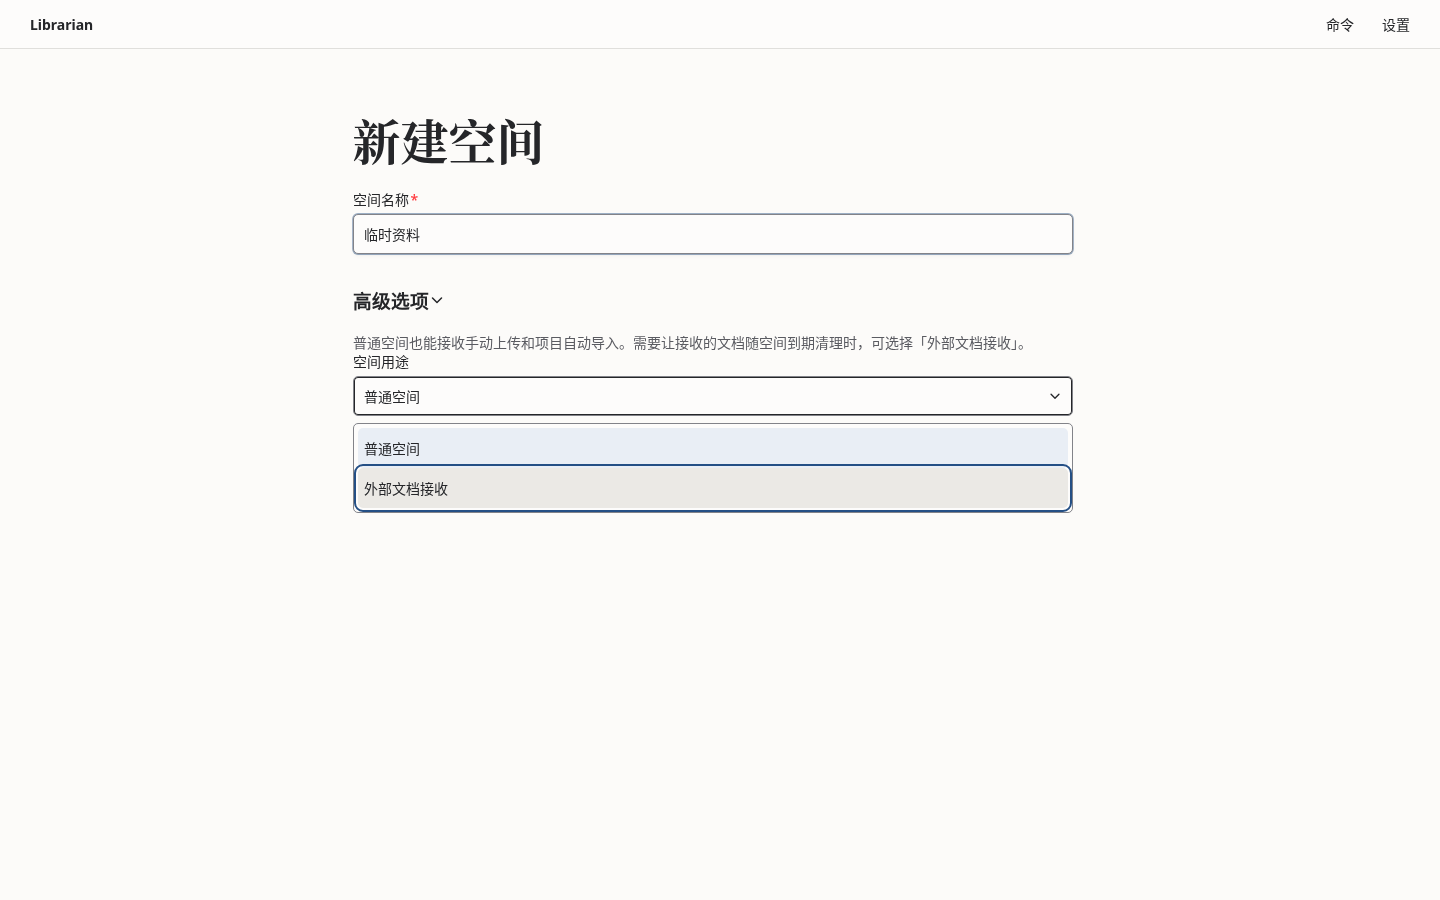 Librarian
命令 设置
新建空间
空间名称*
临时资料
高级选项
普通空间也能接收手动上传和项目自动导入。需要让接收的文档随空间到期清理时，可选择「外部文档接收」。
空间用途
普通空间
普通空间
外部文档接收